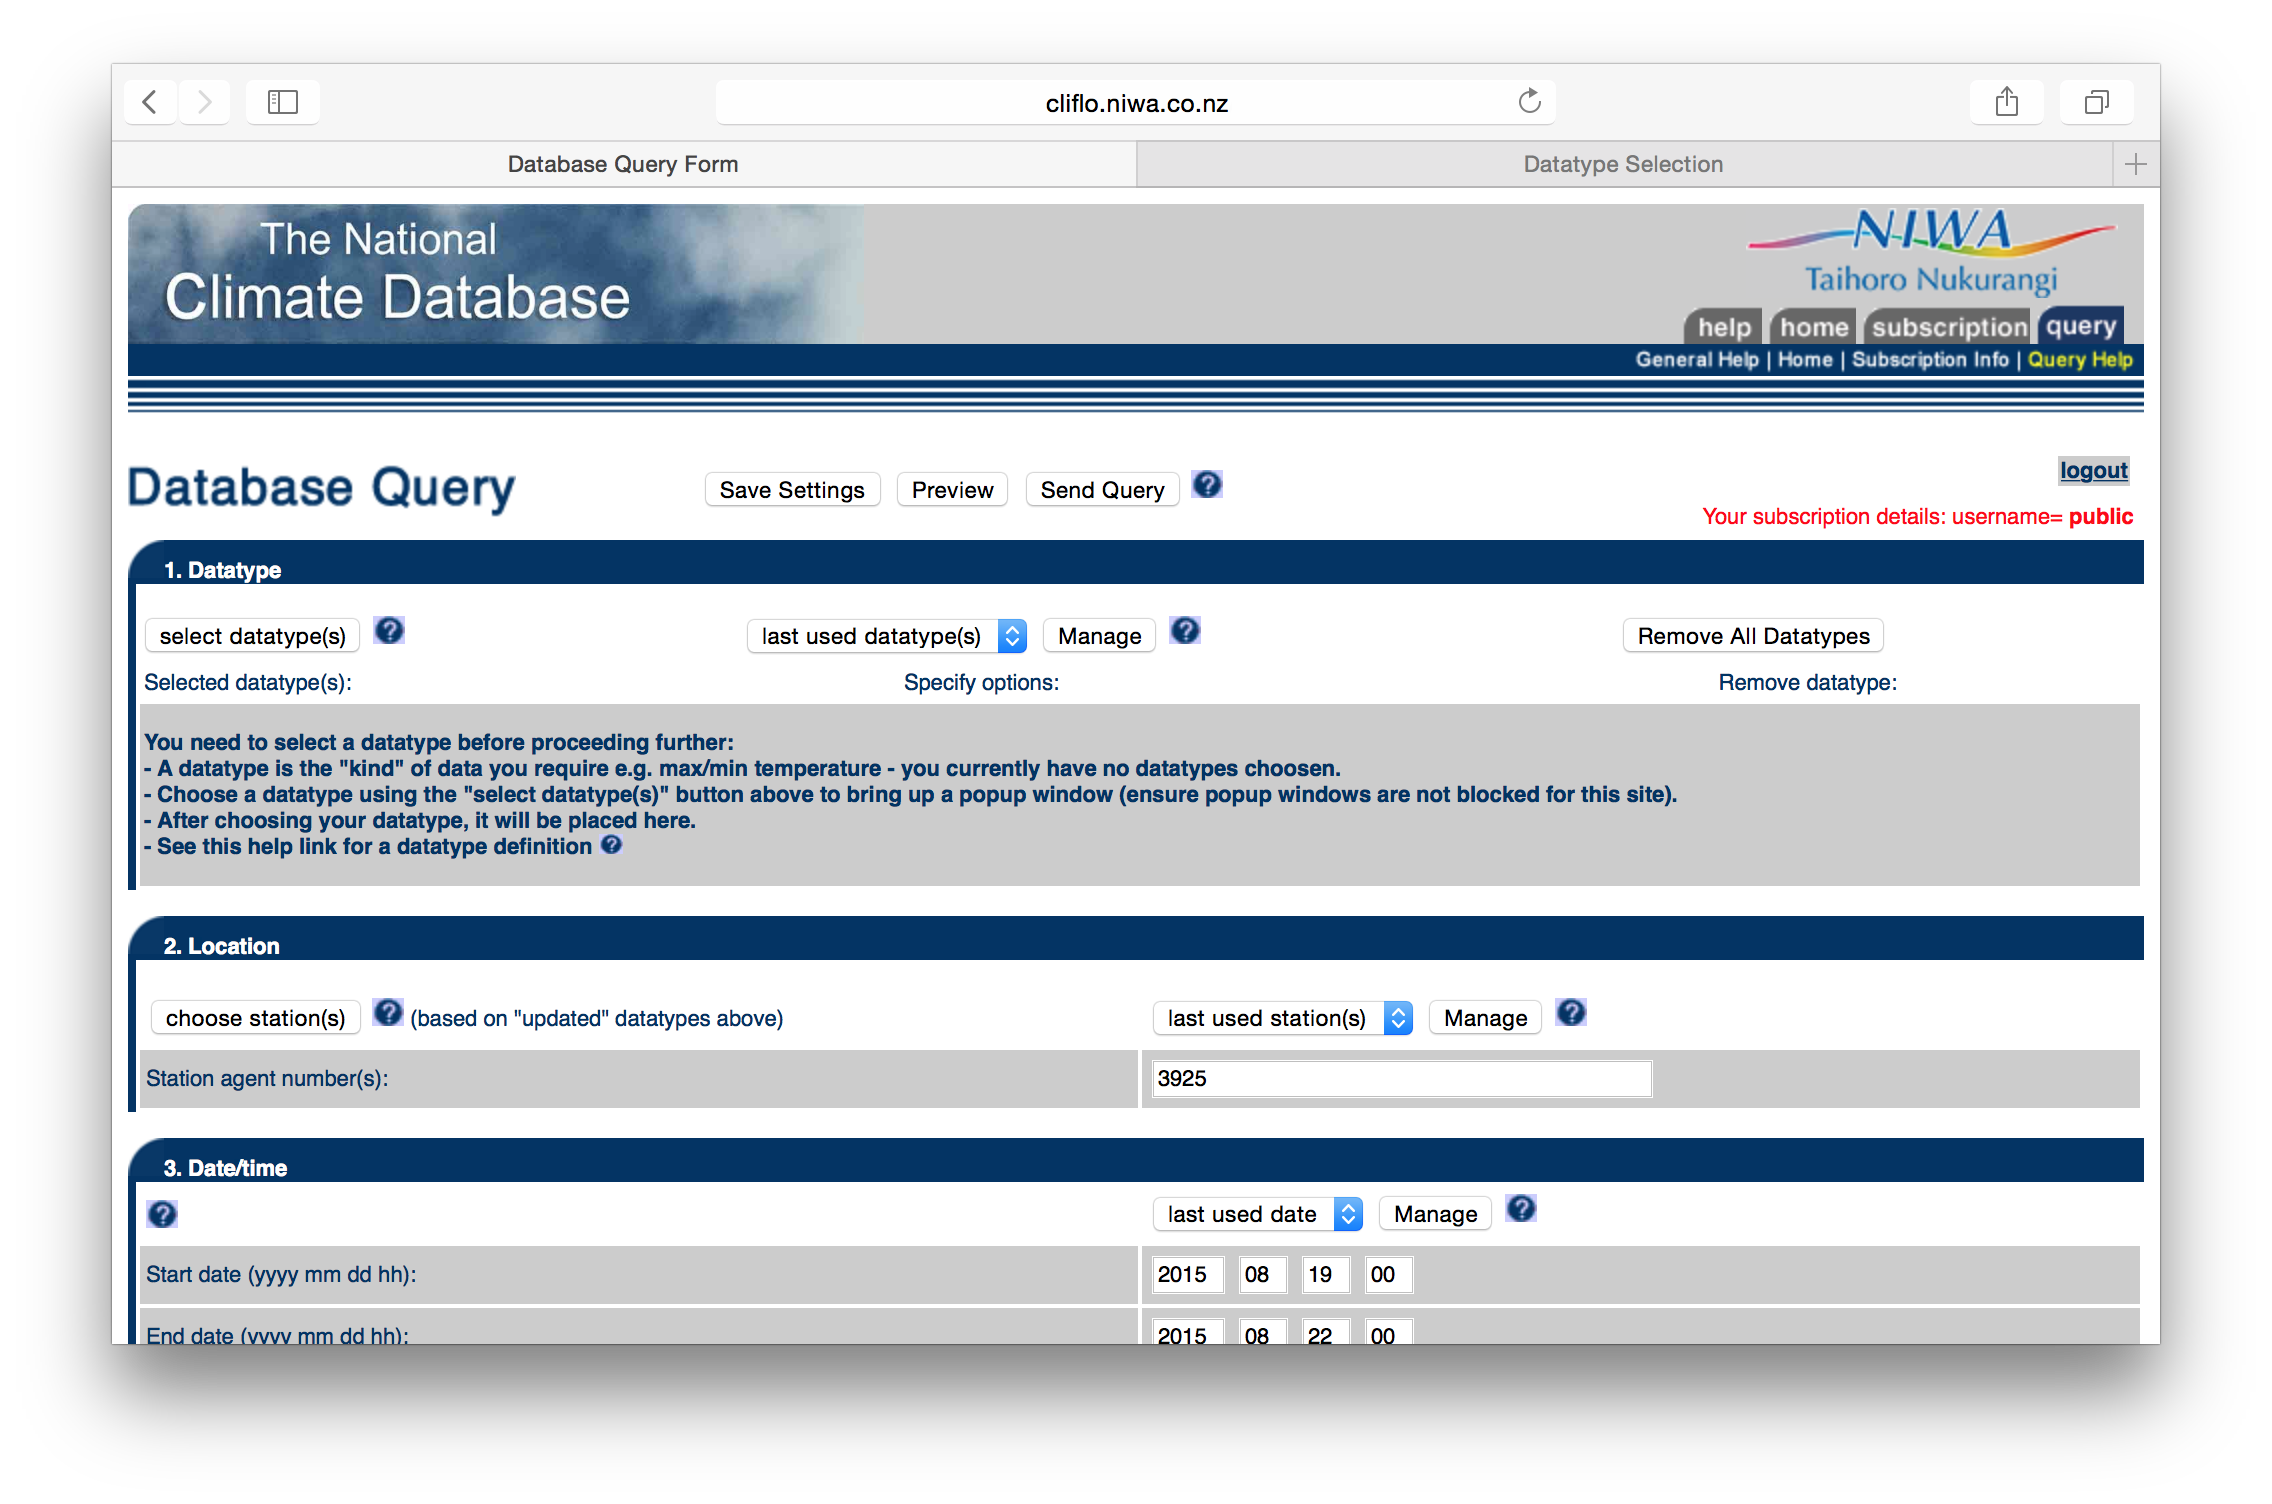 cliflo.niwa.co.nz
Database Query Form
Datatype Selection
The National
Climate Database
NIWA
Taihoro Nukurangi
help home subscription query
General Help | Home | Subscription Info | Query Help
Database Query
Save Settings Preview Send Query ?
logout
Your subscription details: username= public
1. Datatype
select datatype(s) ? last used datatype(s) Manage ? Remove All Datatypes
Selected datatype(s): Specify options: Remove datatype:
You need to select a datatype before proceeding further:
- A datatype is the "kind" of data you require e.g. max/min temperature - you currently have no datatypes choosen.
- Choose a datatype using the "select datatype(s)" button above to bring up a popup window (ensure popup windows are not blocked for this site).
- After choosing your datatype, it will be placed here.
- See this help link for a datatype definition ?
2. Location
choose station(s) ? (based on "updated" datatypes above) last used station(s) Manage ?
Station agent number(s): 3925
3. Date/time
? last used date Manage ?
Start date (yyyy mm dd hh): 2015 08 19 00
End date (yyyy mm dd hh): 2015 08 22 00